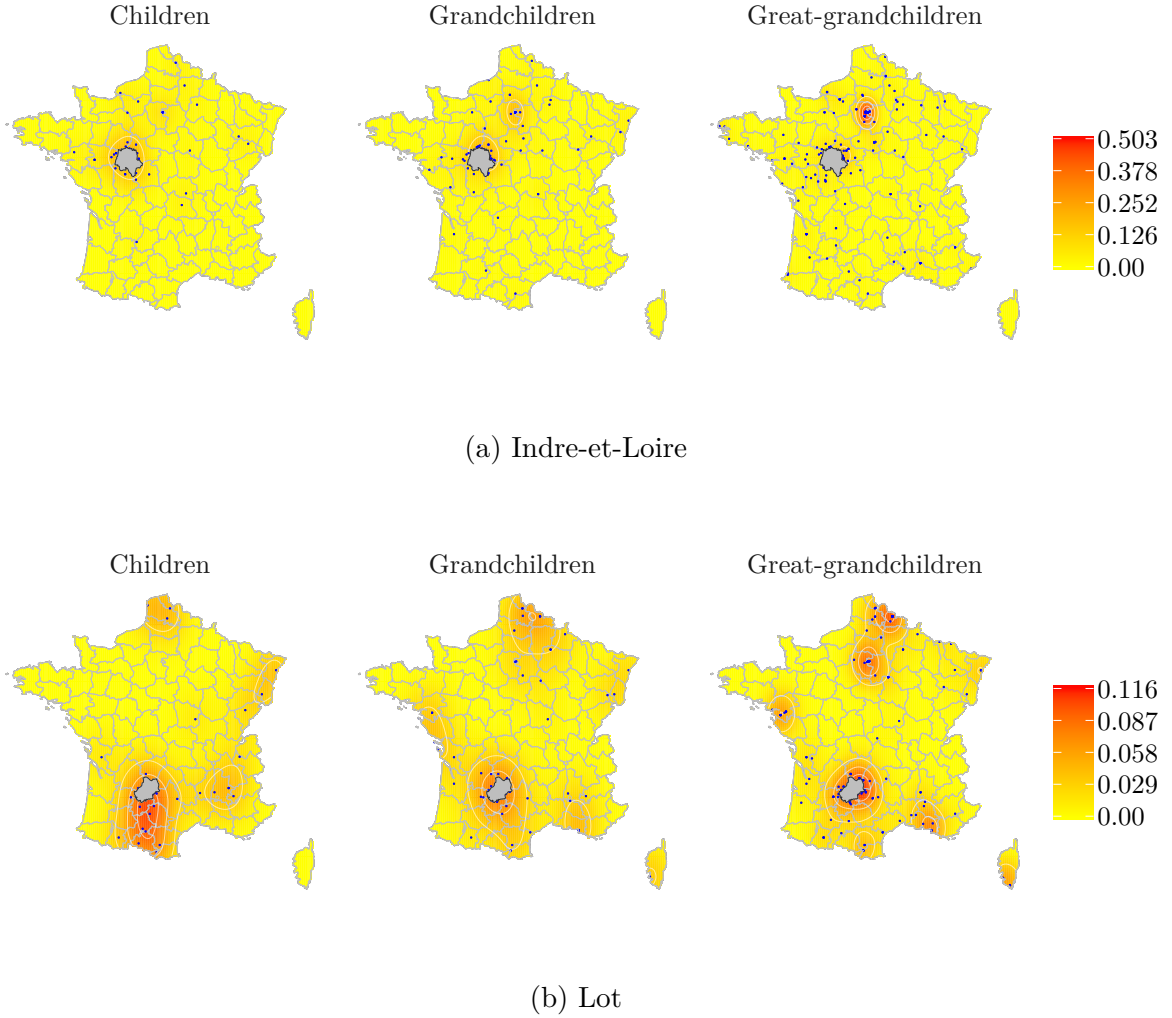 Children Grandchildren Great-grandchildren
0.503
0.378
0.252
0.126
0.00
(a) Indre-et-Loire
Children Grandchildren Great-grandchildren
0.116
0.087
0.058
0.029
0.00
(b) Lot